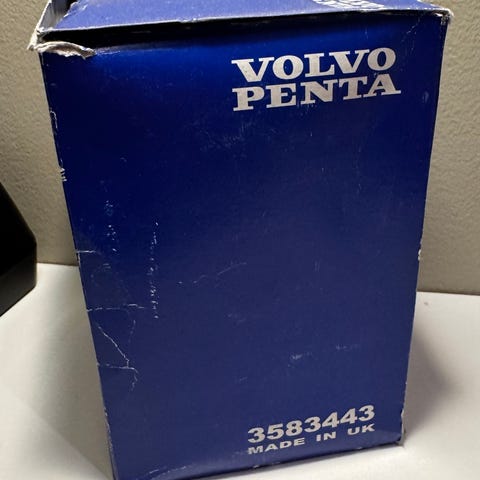 VOLVO
PENTA
3583443
MADE IN UK